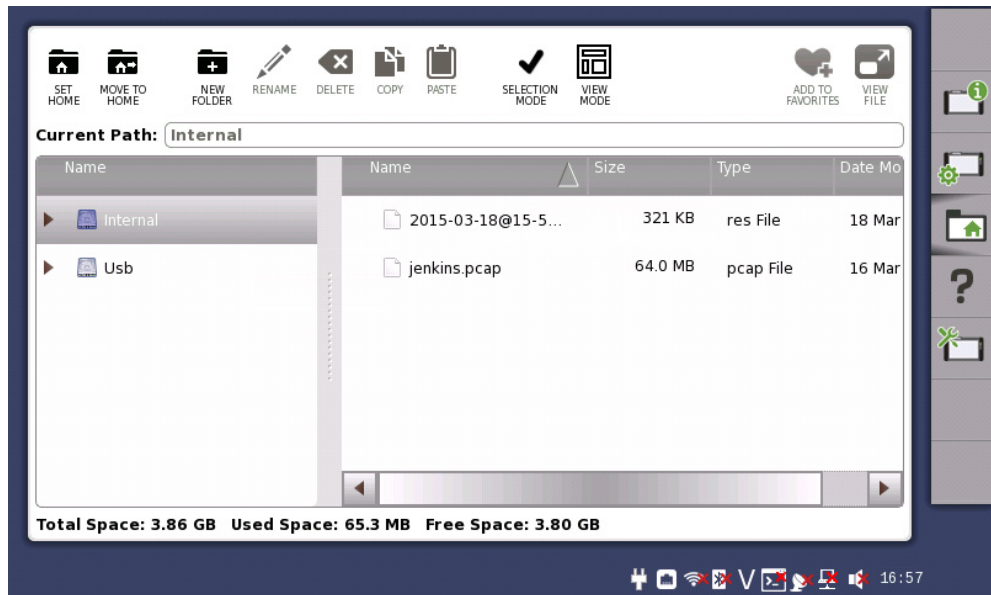 SET HOME
MOVE TO HOME
NEW FOLDER
RENAME
DELETE
COPY
PASTE
SELECTION MODE
VIEW MODE
ADD TO FAVORITES
VIEW FILE
Current Path: Internal
Name
Name Size Type Date Mo
Internal
2015-03-18@15-5... 321 KB res File 18 Mar
Usb
jenkins.pcap 64.0 MB pcap File 16 Mar
Total Space: 3.86 GB Used Space: 65.3 MB Free Space: 3.80 GB
V
16:57